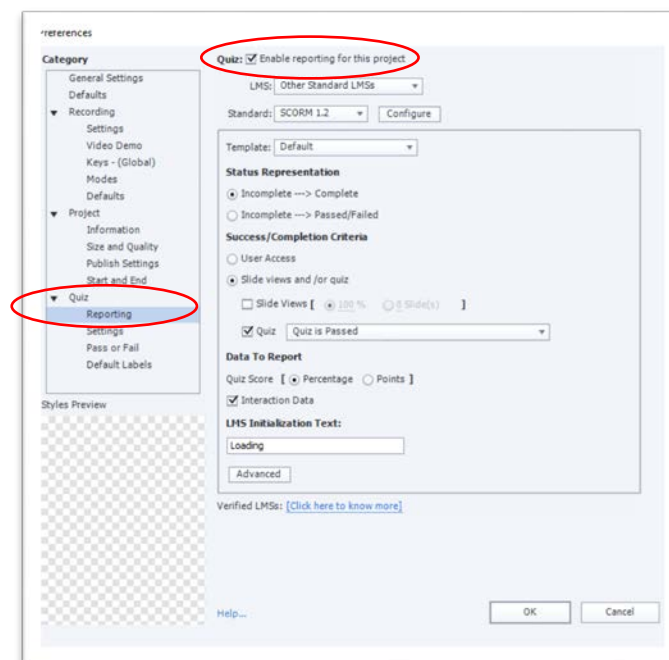 Preferences
Category
General Settings
Defaults
Recording
Settings
Video Demo
Keys - (Global)
Modes
Defaults
Project
Information
Size and Quality
Publish Settings
Start and End
Quiz
Reporting
Settings
Pass or Fail
Default Labels
Styles Preview
Quiz: Enable reporting for this project
LMS: Other Standard LMSs
Standard: SCORM 1.2 Configure
Template: Default
Status Representation
Incomplete ---> Complete
Incomplete ---> Passed/Failed
Success/Completion Criteria
User Access
Slide views and /or quiz
Slide Views [ 100 % 8 Slide(s) ]
Quiz Quiz is Passed
Data To Report
Quiz Score [ Percentage Points ]
Interaction Data
LMS Initialization Text:
Loading
Advanced
Verified LMSs: [Click here to know more]
Help... OK Cancel